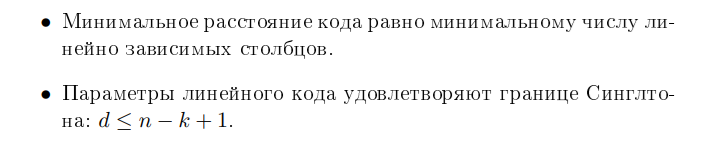 • Минимальное расстояние кода равно минимальному числу ли-
нейно зависимых столбцов.
• Параметры линейного кода удовлетворяют границе Синглто-
на: d ≤ n − k + 1.